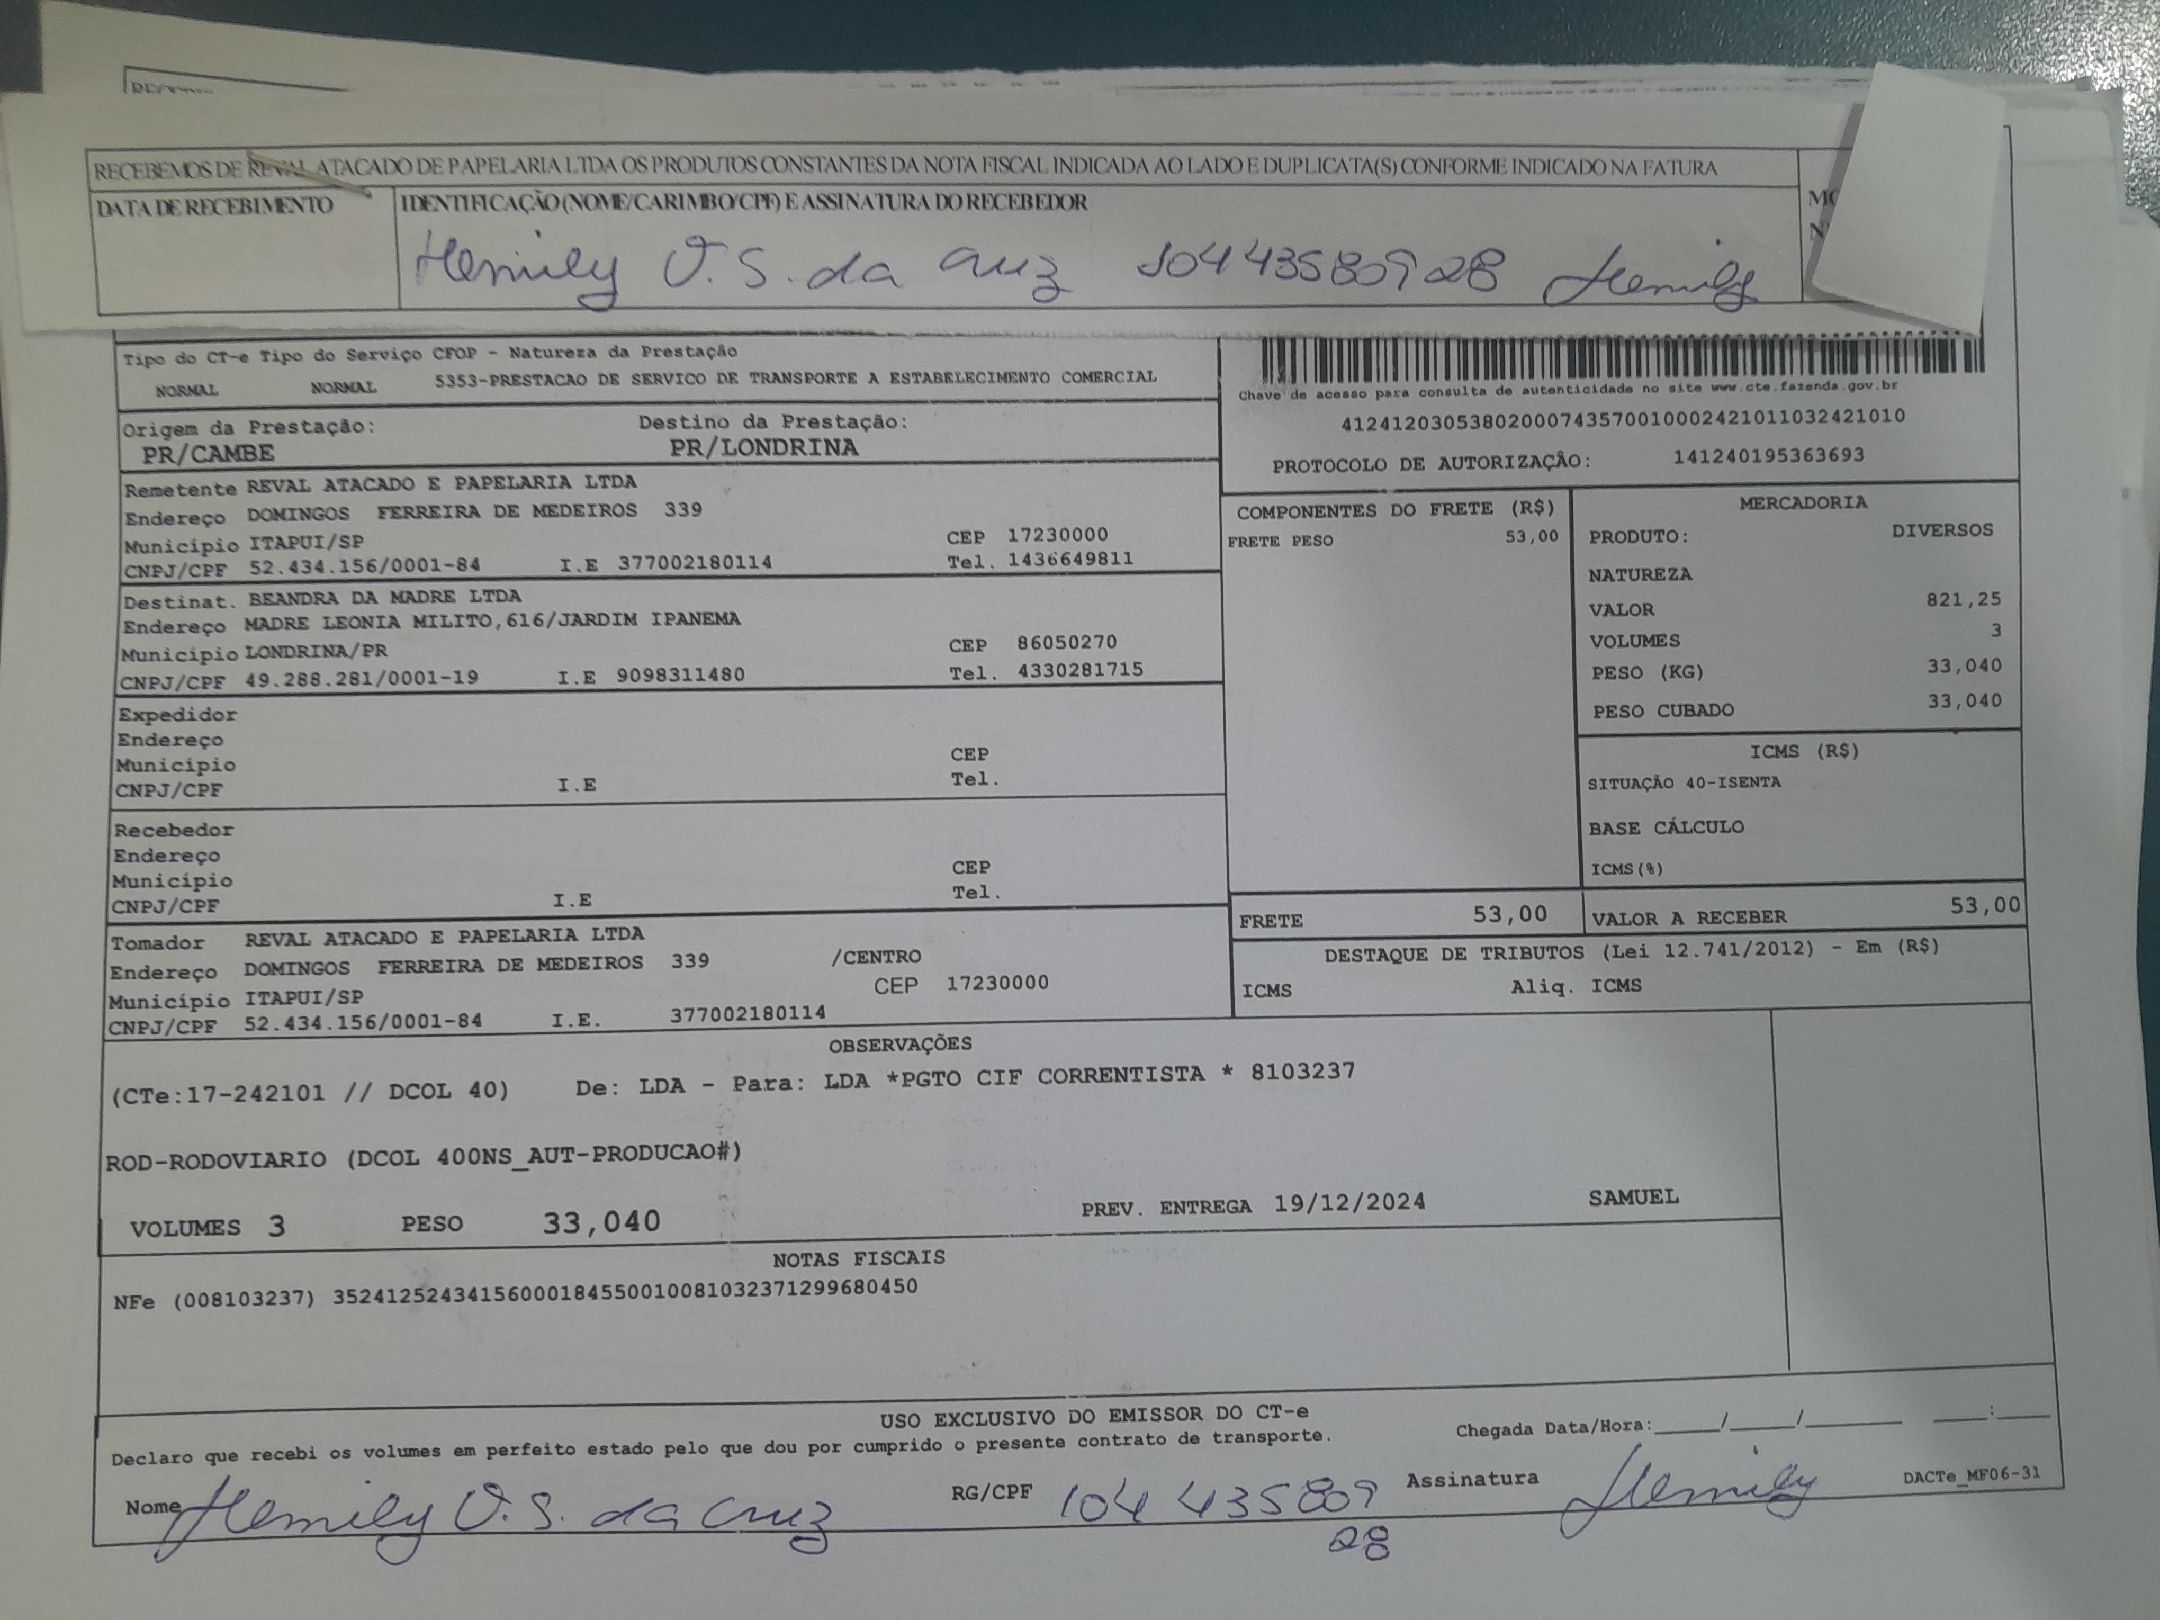 RECEBEMOS DE REVAL ATACADO DE PAPELARIA LTDA OS PRODUTOS CONSTANTES DA NOTA FISCAL INDICADA AO LADO E DUPLICATA(S) CONFORME INDICADO NA FATURA
DATA DE RECEBIMENTO IDENTIFICAÇÃO (NOME/CARIMBO/CPF) E ASSINATURA DO RECEBEDOR
Hemily V. S. da Cruz 104 435809 28 Hemily
Tipo do CT-e Tipo do Serviço CFOP - Natureza da Prestação
NORMAL NORMAL 5353-PRESTACAO DE SERVICO DE TRANSPORTE A ESTABELECIMENTO COMERCIAL
Chave de acesso para consulta de autenticidade no site www.cte.fazenda.gov.br
41241203053802000743570010002421011032421010
PROTOCOLO DE AUTORIZAÇÃO: 141240195363693
Origem da Prestação: Destino da Prestação:
PR/CAMBE PR/LONDRINA
Remetente REVAL ATACADO E PAPELARIA LTDA
Endereço DOMINGOS FERREIRA DE MEDEIROS 339
Município ITAPUI/SP CEP 17230000
CNPJ/CPF 52.434.156/0001-84 I.E 377002180114 Tel. 1436649811
Destinat. BEANDRA DA MADRE LTDA
Endereço MADRE LEONIA MILITO,616/JARDIM IPANEMA
Município LONDRINA/PR CEP 86050270
CNPJ/CPF 49.288.281/0001-19 I.E 9098311480 Tel. 4330281715
Expedidor
Endereço
Município CEP
CNPJ/CPF I.E Tel.
Recebedor
Endereço
Município CEP
CNPJ/CPF I.E Tel.
Tomador REVAL ATACADO E PAPELARIA LTDA
Endereço DOMINGOS FERREIRA DE MEDEIROS 339 /CENTRO
Município ITAPUI/SP CEP 17230000
CNPJ/CPF 52.434.156/0001-84 I.E. 377002180114
COMPONENTES DO FRETE (R$)
FRETE PESO 53,00
MERCADORIA
PRODUTO: DIVERSOS
NATUREZA
VALOR 821,25
VOLUMES 3
PESO (KG) 33,040
PESO CUBADO 33,040
ICMS (R$)
SITUAÇÃO 40-ISENTA
BASE CÁLCULO
ICMS(%)
FRETE 53,00 VALOR A RECEBER 53,00
DESTAQUE DE TRIBUTOS (Lei 12.741/2012) - Em (R$)
ICMS Aliq. ICMS
OBSERVAÇÕES
(CTe:17-242101 // DCOL 40) De: LDA - Para: LDA *PGTO CIF CORRENTISTA * 8103237
ROD-RODOVIARIO (DCOL 400NS_AUT-PRODUCAO#)
VOLUMES 3 PESO 33,040 PREV. ENTREGA 19/12/2024 SAMUEL
NOTAS FISCAIS
NFe (008103237) 35241252434156000184550010081032371299680450
USO EXCLUSIVO DO EMISSOR DO CT-e
Declaro que recebi os volumes em perfeito estado pelo que dou por cumprido o presente contrato de transporte. Chegada Data/Hora:____/____/______ ___:___
Nome Hemily V. S. da Cruz RG/CPF 104 435809 Assinatura Hemily DACTe_MF06-31
28